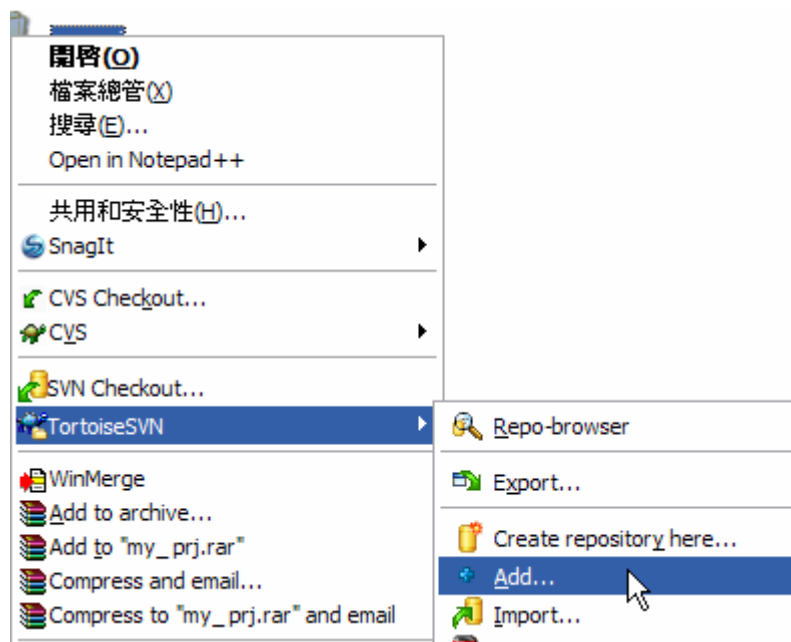 開啓(O)
檔案總管(X)
搜尋(E)...
Open in Notepad++
共用和安全性(H)...
SnagIt
CVS Checkout...
CVS
SVN Checkout...
TortoiseSVN
WinMerge
Add to archive...
Add to "my_prj.rar"
Compress and email...
Compress to "my_prj.rar" and email
Repo-browser
Export...
Create repository here...
Add...
Import...